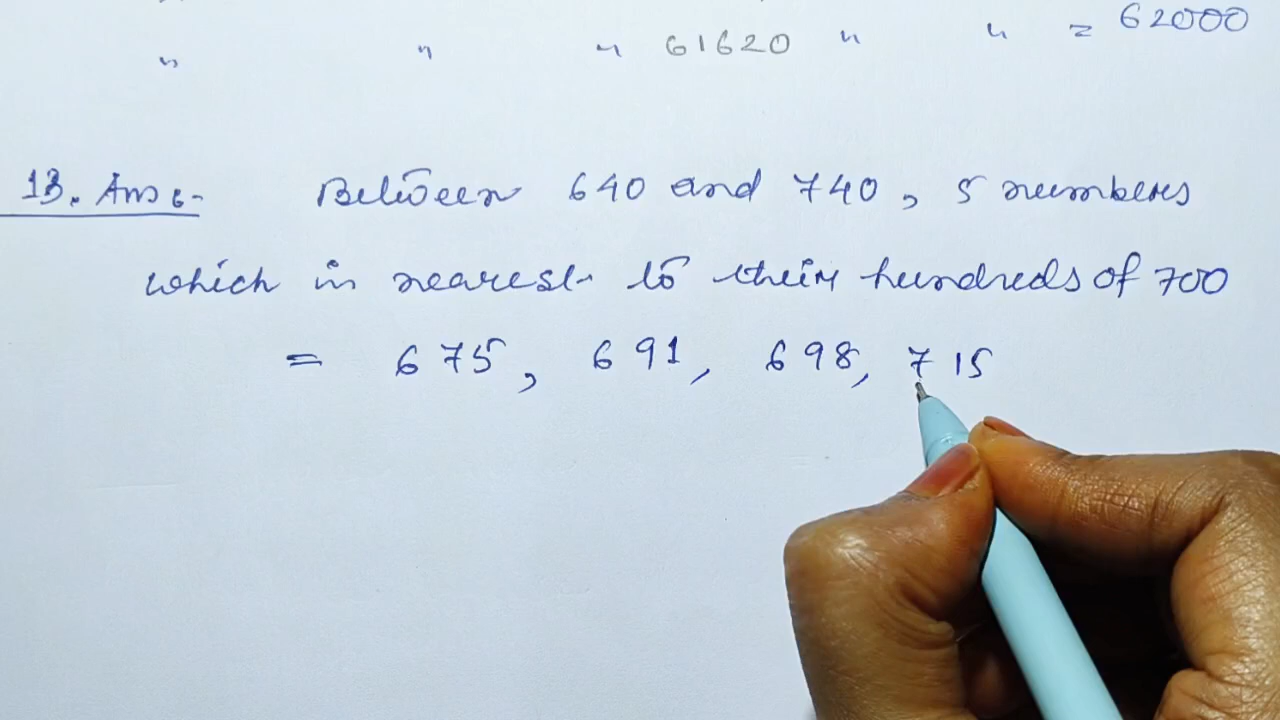 " " " 61620 " " = 62000
13. Ans:- Between 640 and 740, 5 numbers
which in nearest to their hundreds of 700
= 675, 691, 698, 715